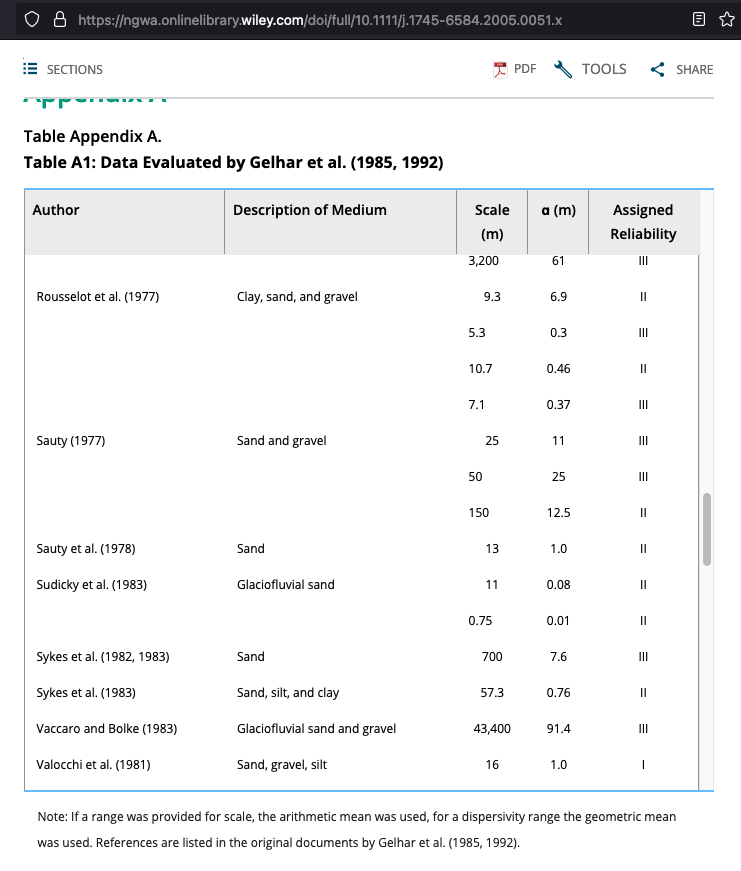 https://ngwa.onlinelibrary.wiley.com/doi/full/10.1111/j.1745-6584.2005.0051.x
SECTIONS PDF TOOLS SHARE
Appendix A
Table Appendix A.
Table A1: Data Evaluated by Gelhar et al. (1985, 1992)
Author Description of Medium Scale (m) α (m) Assigned Reliability
3,200 61 III
Rousselot et al. (1977) Clay, sand, and gravel 9.3 6.9 II
5.3 0.3 III
10.7 0.46 II
7.1 0.37 III
Sauty (1977) Sand and gravel 25 11 III
50 25 III
150 12.5 II
Sauty et al. (1978) Sand 13 1.0 II
Sudicky et al. (1983) Glaciofluvial sand 11 0.08 II
0.75 0.01 II
Sykes et al. (1982, 1983) Sand 700 7.6 III
Sykes et al. (1983) Sand, silt, and clay 57.3 0.76 II
Vaccaro and Bolke (1983) Glaciofluvial sand and gravel 43,400 91.4 III
Valocchi et al. (1981) Sand, gravel, silt 16 1.0 I
Note: If a range was provided for scale, the arithmetic mean was used, for a dispersivity range the geometric mean
was used. References are listed in the original documents by Gelhar et al. (1985, 1992).